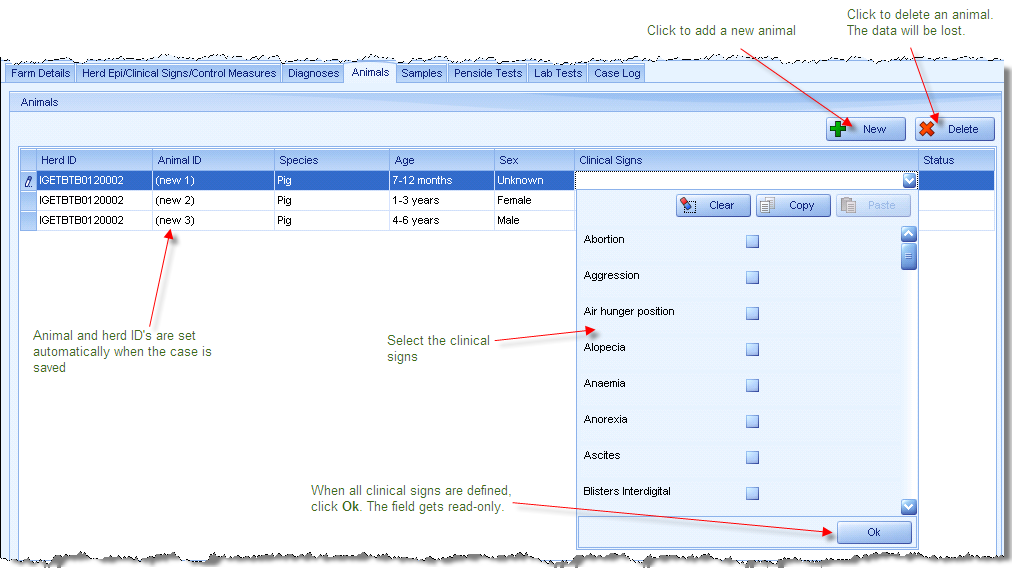 Click to add a new animal
Click to delete an animal.
The data will be lost.
Farm Details Herd Epi/Clinical Signs/Control Measures Diagnoses Animals Samples Penside Tests Lab Tests Case Log
Animals
New Delete
Herd ID Animal ID Species Age Sex Clinical Signs Status
IGETBTB0120002 (new 1) Pig 7-12 months Unknown
IGETBTB0120002 (new 2) Pig 1-3 years Female
IGETBTB0120002 (new 3) Pig 4-6 years Male
Clear Copy Paste
Abortion
Aggression
Air hunger position
Alopecia
Anaemia
Anorexia
Ascites
Blisters Interdigital
Ok
Animal and herd ID's are set
automatically when the case is
saved
Select the clinical
signs
When all clinical signs are defined,
click Ok. The field gets read-only.